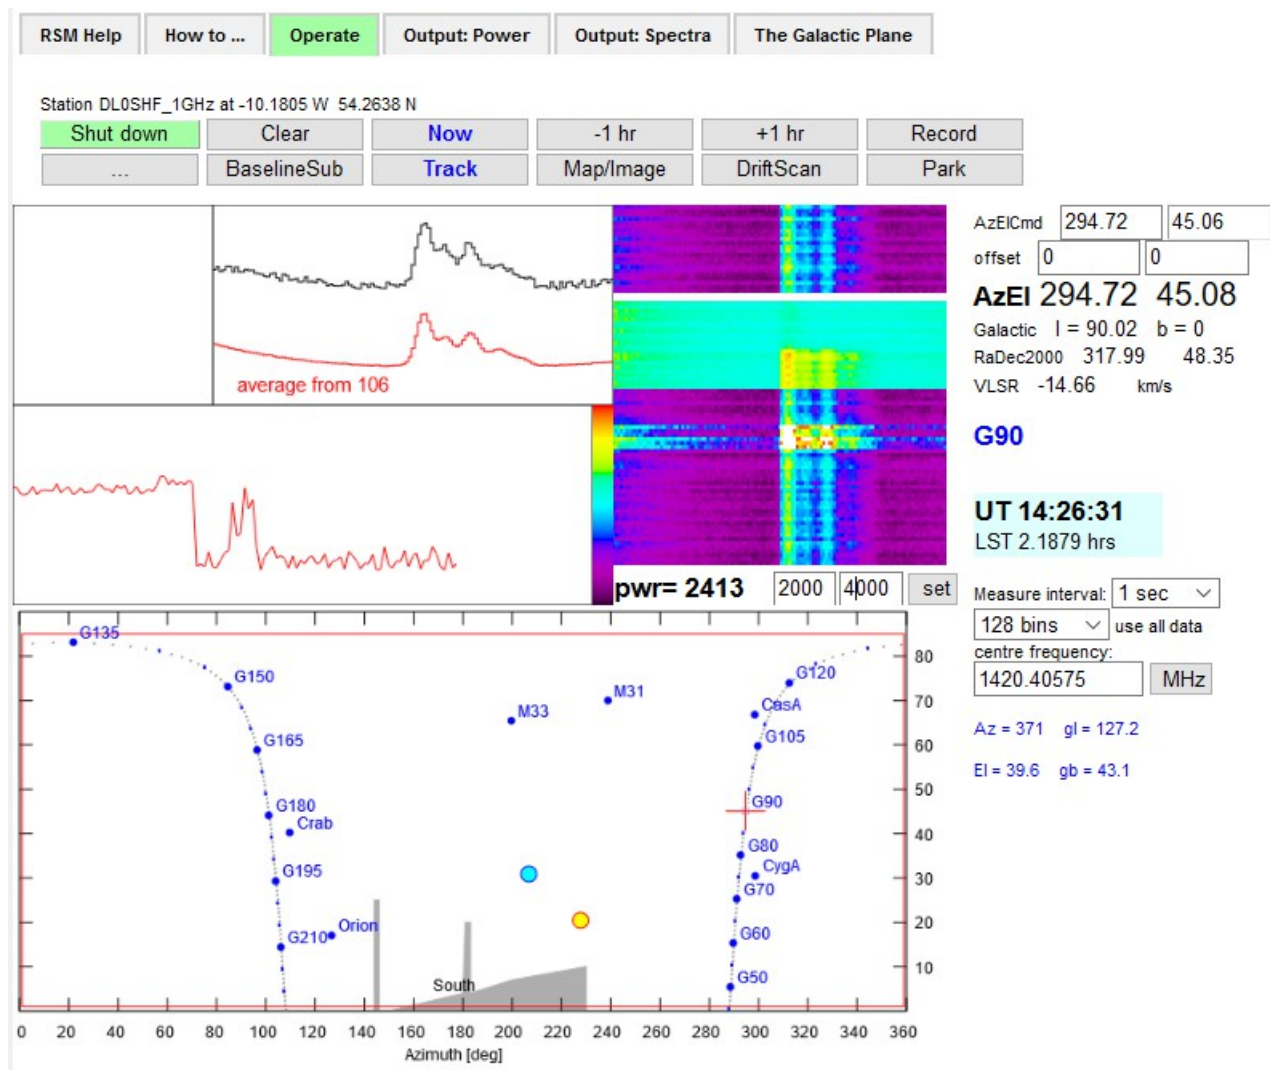 RSM Help How to ... Operate Output: Power Output: Spectra The Galactic Plane
Station DL0SHF_1GHz at -10.1805 W 54.2638 N
Shut down Clear Now -1 hr +1 hr Record
... BaselineSub Track Map/Image DriftScan Park
average from 106
pwr= 2413 2000 4000 set
AzElCmd 294.72 45.06
offset 0 0
AzEl 294.72 45.08
Galactic l = 90.02 b = 0
RaDec2000 317.99 48.35
VLSR -14.66 km/s
G90
UT 14:26:31
LST 2.1879 hrs
Measure interval: 1 sec
128 bins use all data
centre frequency:
1420.40575 MHz
Az = 371 gl = 127.2
El = 39.6 gb = 43.1
G135
G150
G165
G180
Crab
G195
G210
Orion
M33
M31
South
G120
CasA
G105
G90
G80
CygA
G70
G60
G50
80
70
60
50
40
30
20
10
0 20 40 60 80 100 120 140 160 180 200 220 240 260 280 300 320 340 360
Azimuth [deg]